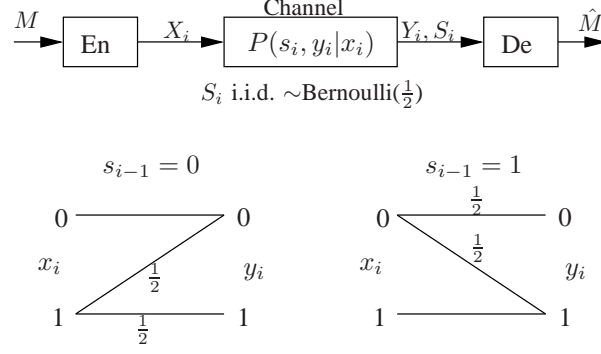 Channel
M En X_i P(s_i, y_i|x_i) Y_i, S_i De M̂
S_i i.i.d. ~Bernoulli(1/2)
s_{i−1} = 0 s_{i−1} = 1
1/2
0 0 0 0
1/2
x_i y_i x_i y_i
1/2
1 1 1 1
1/2